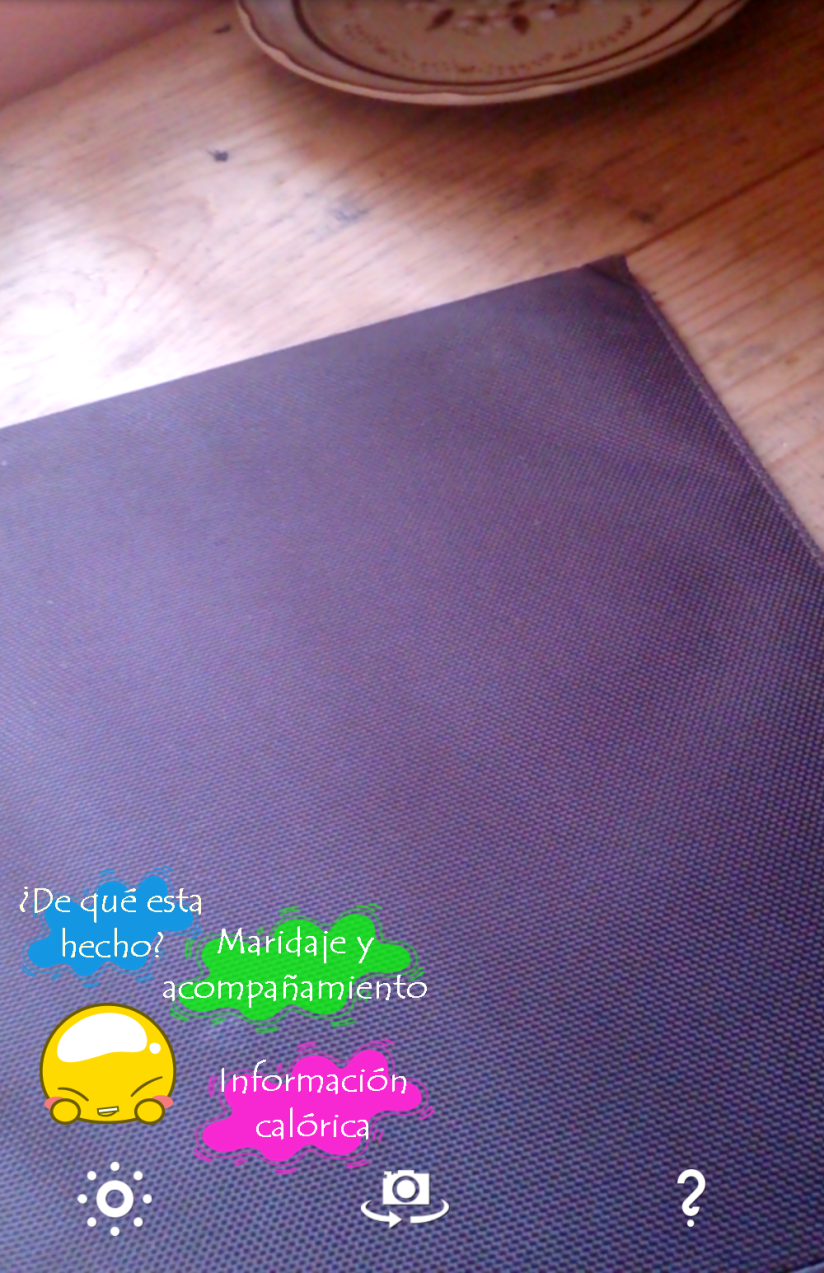 ¿De qué esta
hecho?
Maridaje y
acompañamiento
Información
calórica
?